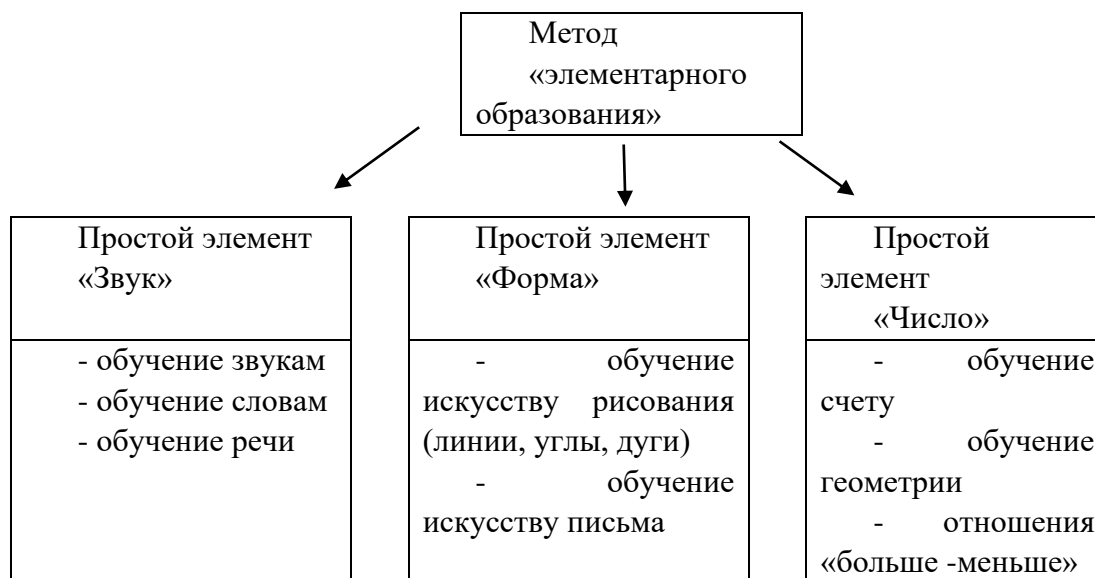 Метод
«элементарного
образования»
Простой элемент
«Звук»
- обучение звукам
- обучение словам
- обучение речи
Простой элемент
«Форма»
- обучение
искусству рисования
(линии, углы, дуги)
- обучение
искусству письма
Простой
элемент
«Число»
- обучение
счету
- обучение
геометрии
- отношения
«больше -меньше»